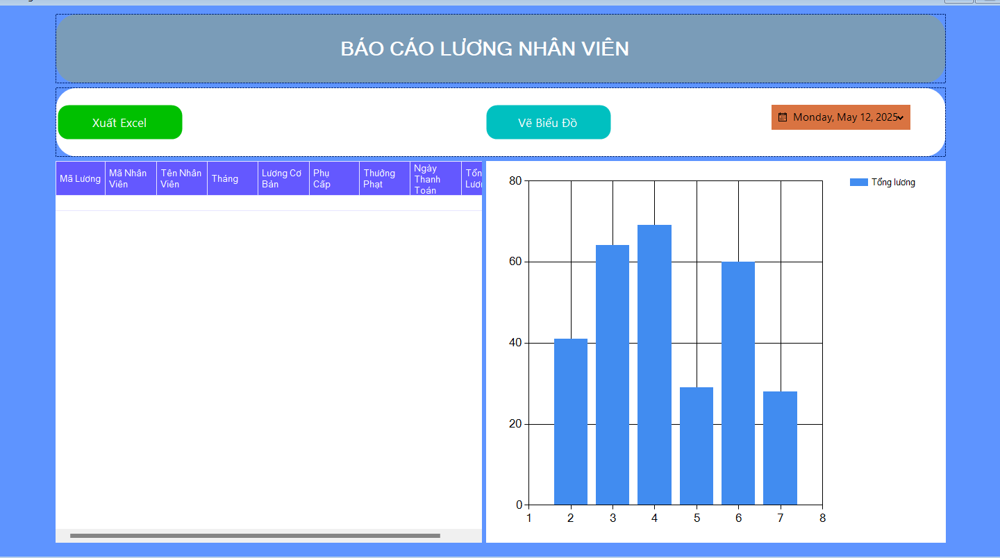 BÁO CÁO LƯƠNG NHÂN VIÊN
Xuất Excel
Vẽ Biểu Đồ
Monday, May 12, 2025
Mã Lương
Mã Nhân
Viên
Tên Nhân
Viên
Tháng
Lương Cơ
Bản
Phụ
Cấp
Thưởng
Phạt
Ngày
Thanh
Toán
80
60
40
20
0
1 2 3 4 5 6 7 8
Tổng lương